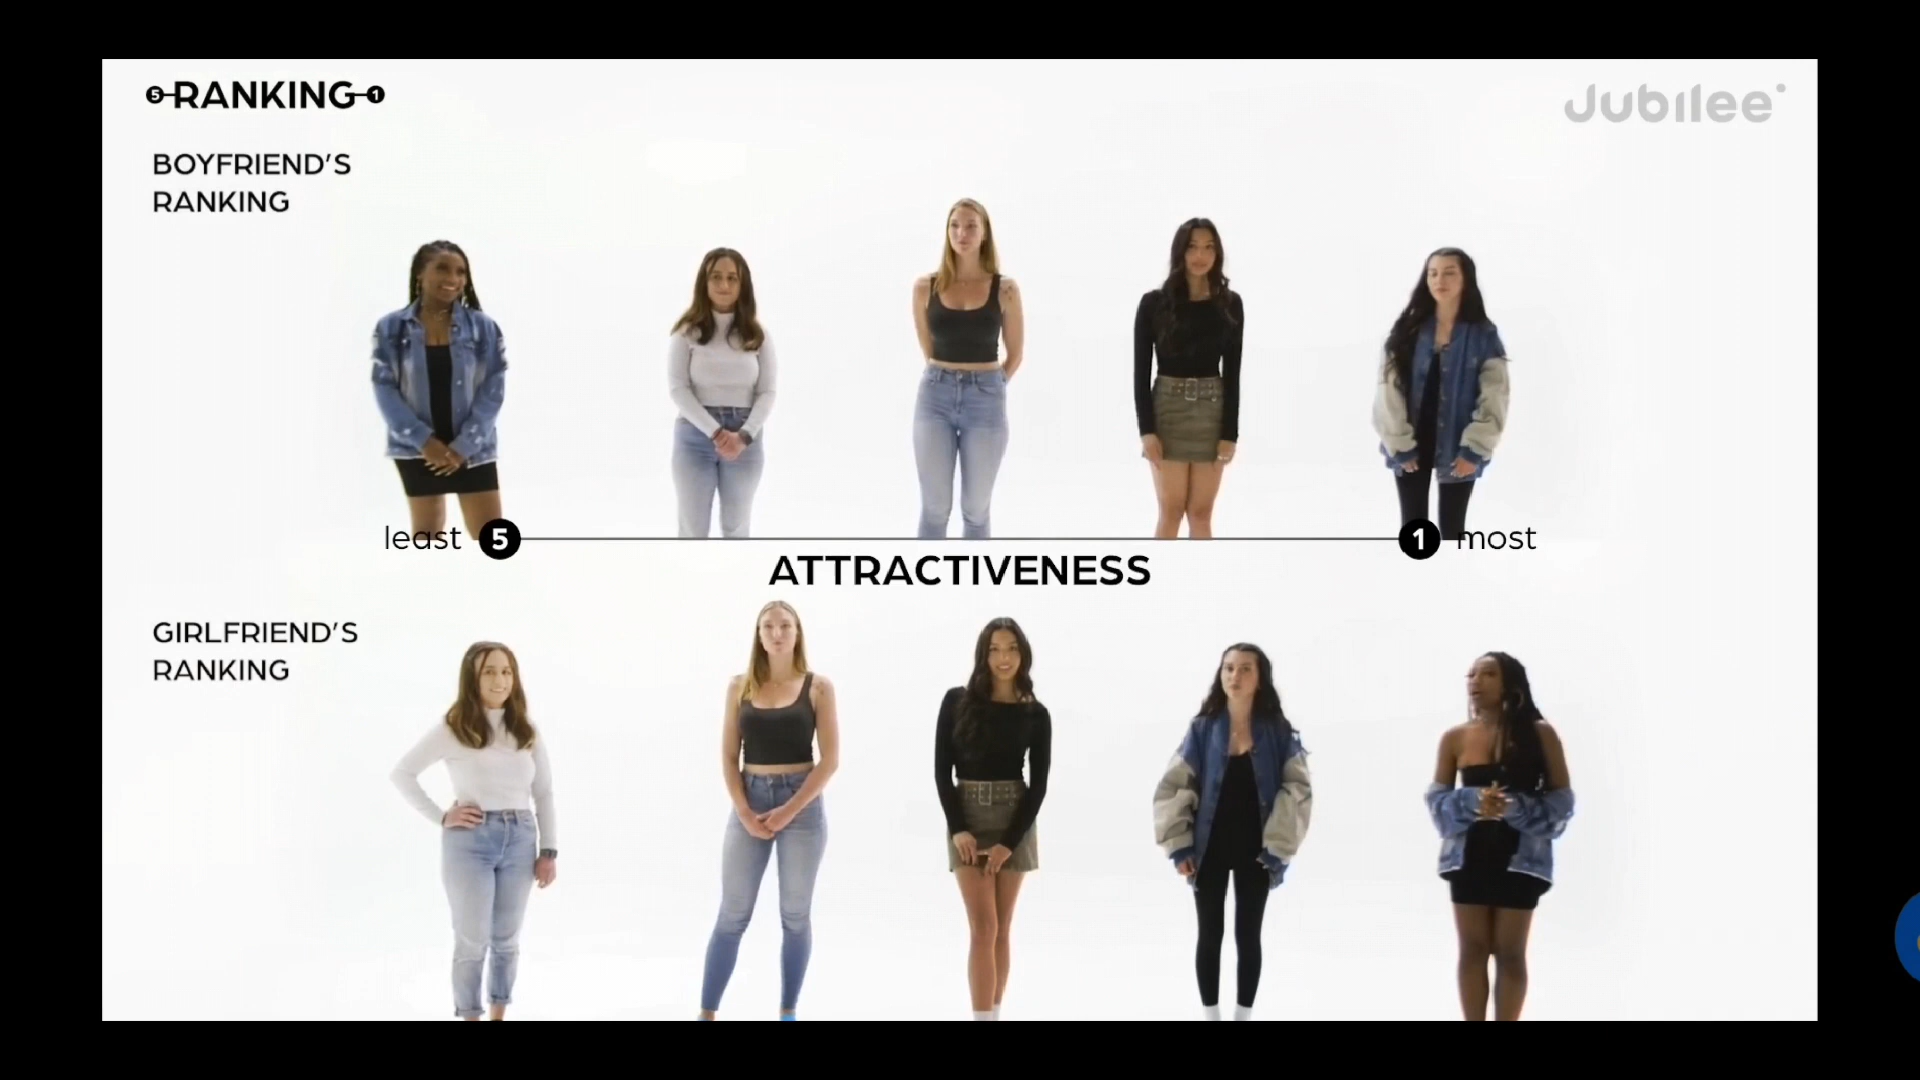 5 RANKING 1
Jubilee
BOYFRIEND'S
RANKING
least 5
1 most
ATTRACTIVENESS
GIRLFRIEND'S
RANKING